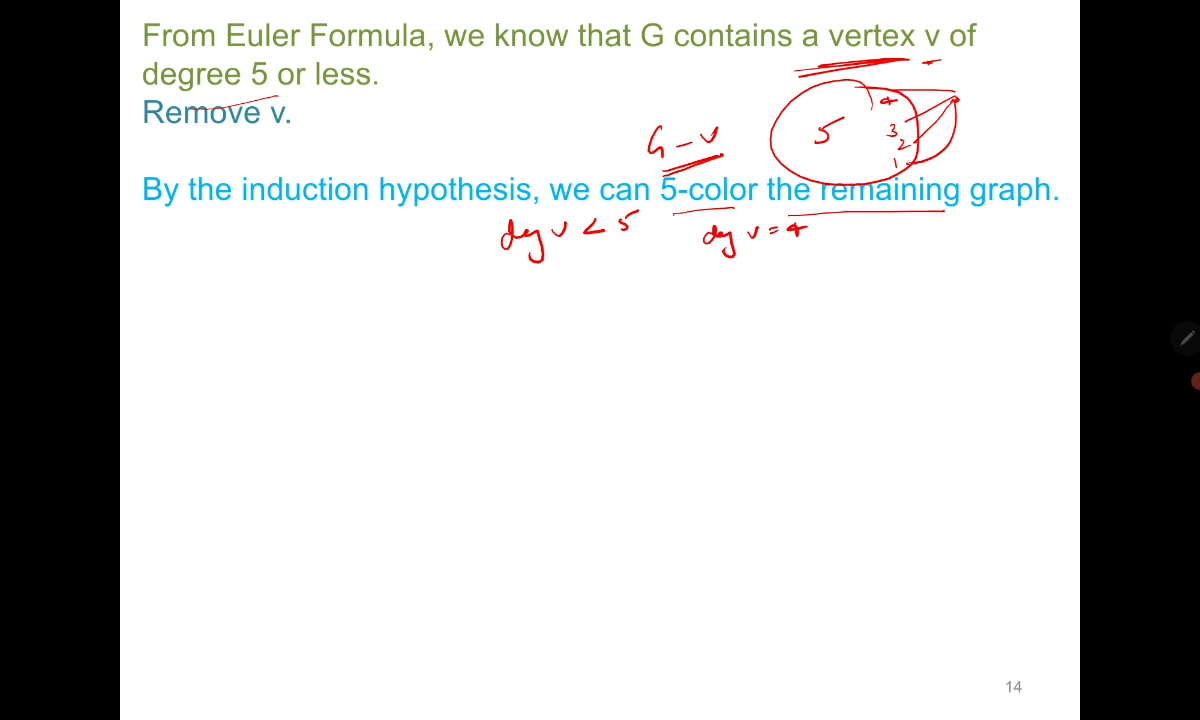 From Euler Formula, we know that G contains a vertex v of
degree 5 or less.
Remove v.
G - v
5
4
3
2
1
By the induction hypothesis, we can 5-color the remaining graph.
deg v < 5
deg v = 4
14